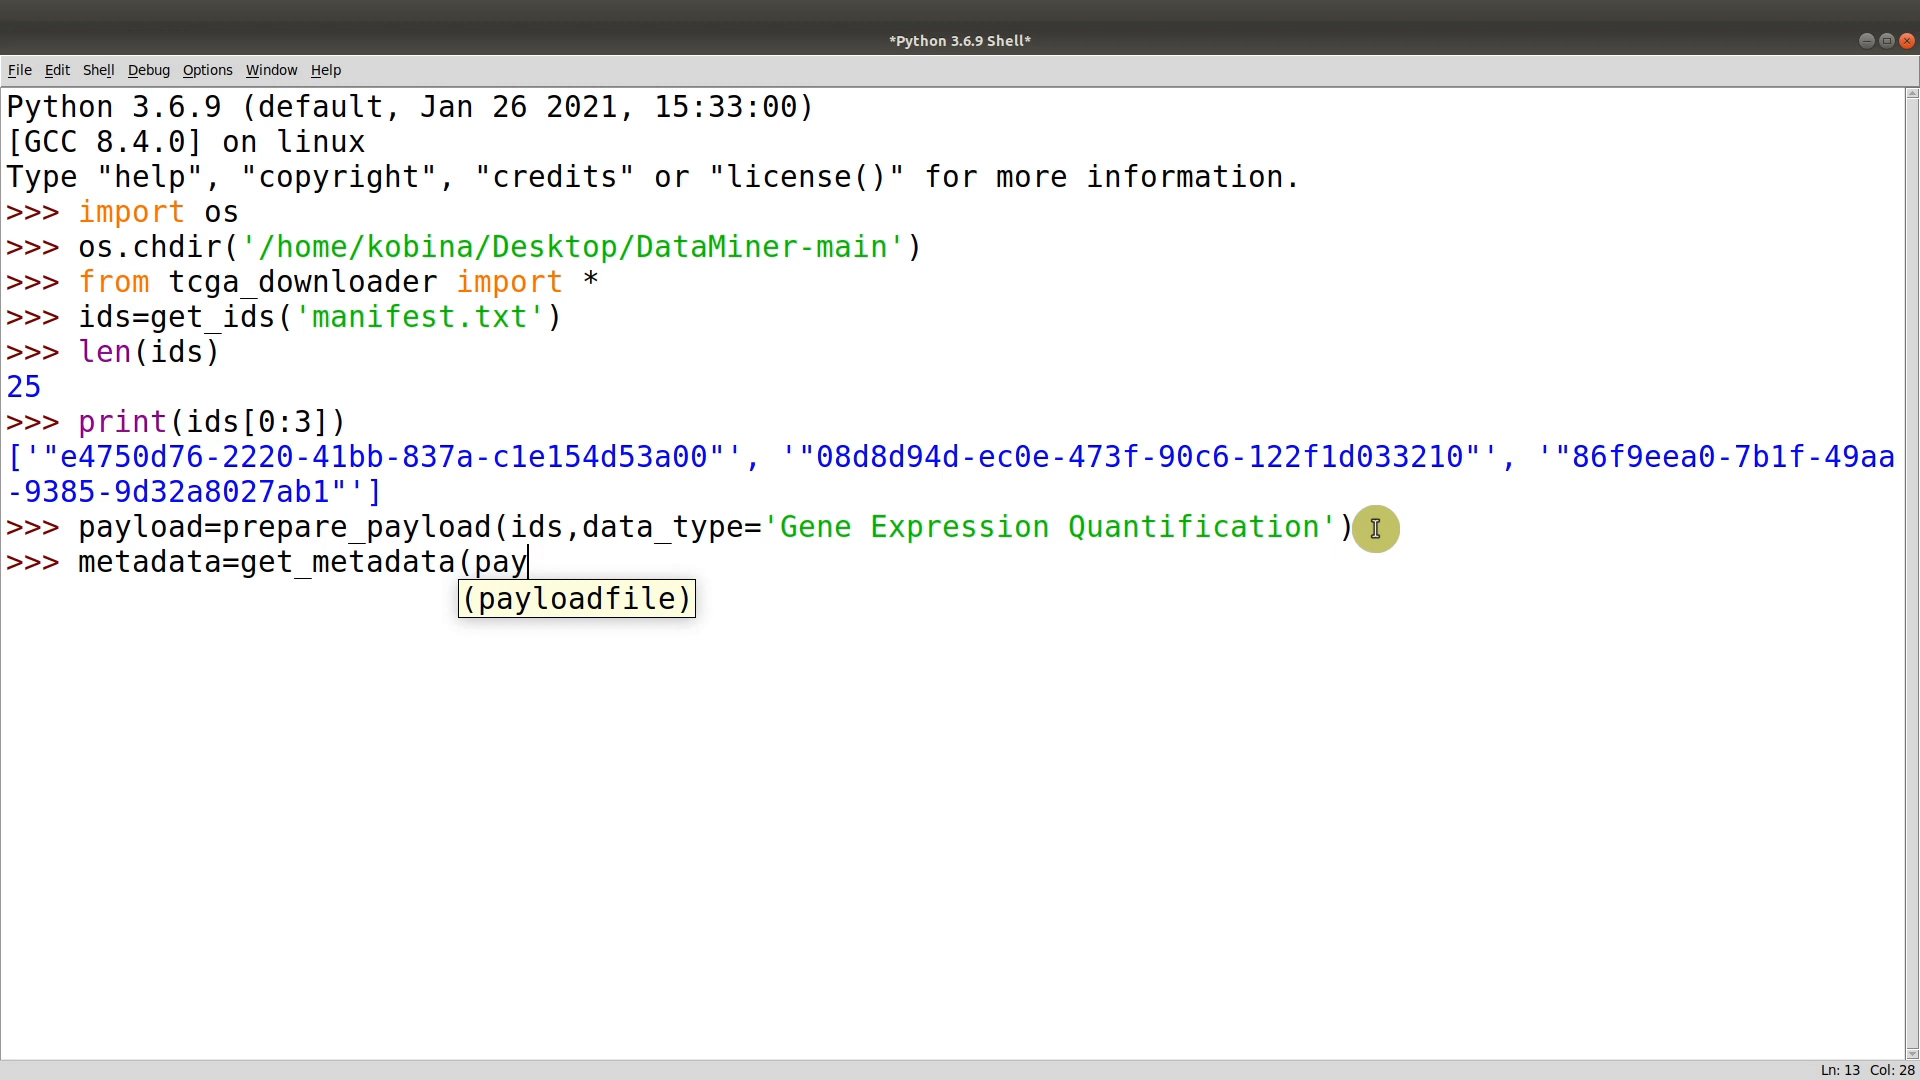 *Python 3.6.9 Shell*
File Edit Shell Debug Options Window Help
Python 3.6.9 (default, Jan 26 2021, 15:33:00)
[GCC 8.4.0] on linux
Type "help", "copyright", "credits" or "license()" for more information.
>>> import os
>>> os.chdir('/home/kobina/Desktop/DataMiner-main')
>>> from tcga_downloader import *
>>> ids=get_ids('manifest.txt')
>>> len(ids)
25
>>> print(ids[0:3])
['"e4750d76-2220-41bb-837a-c1e154d53a00"', '"08d8d94d-ec0e-473f-90c6-122f1d033210"', '"86f9eea0-7b1f-49aa
-9385-9d32a8027ab1"']
>>> payload=prepare_payload(ids,data_type='Gene Expression Quantification')
>>> metadata=get_metadata(pay
(payloadfile)
Ln: 13 Col: 28